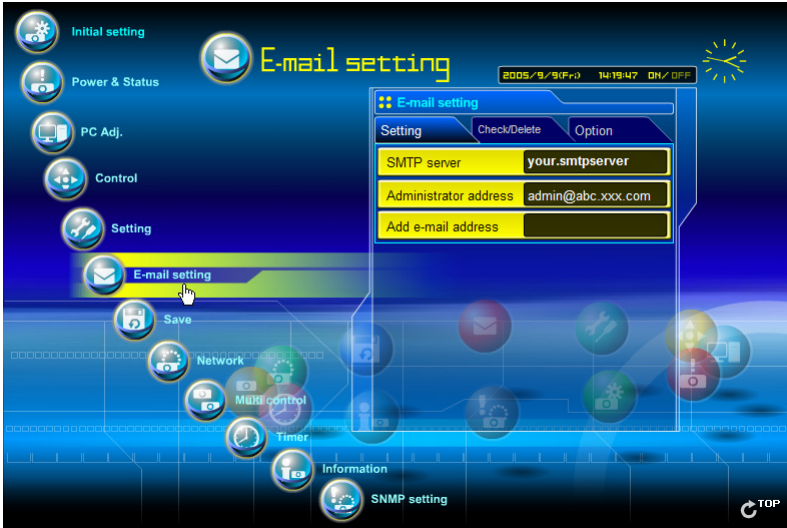 Initial setting
E-mail setting
2005/9/9(Fri) 14:19:47 ON/OFF
Power & Status
E-mail setting
Setting Check/Delete Option
PC Adj.
SMTP server your.smtpserver
Control
Administrator address admin@abc.xxx.com
Add e-mail address
Setting
E-mail setting
Save
Network
Multi control
Timer
Information
SNMP setting
TOP